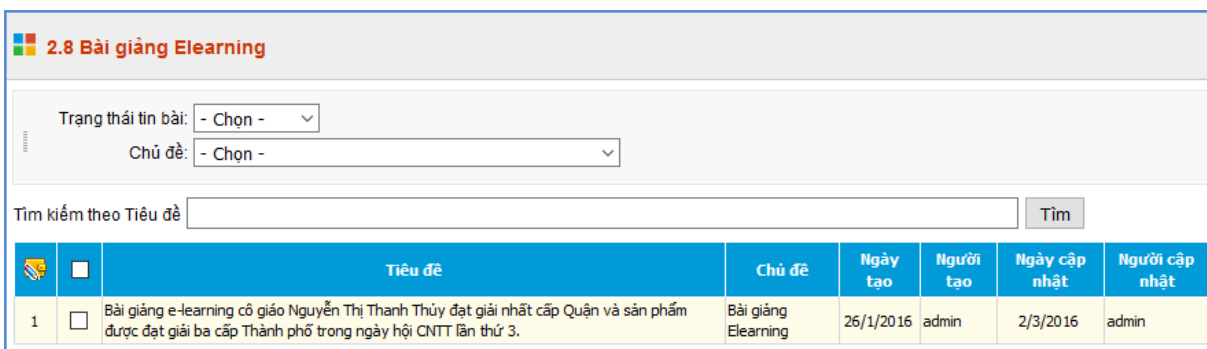 2.8 Bài giảng Elearning
Trạng thái tin bài: - Chọn -
Chủ đề: - Chọn -
Tìm kiếm theo Tiêu đề Tìm
Tiêu đề Chủ đề Ngày tạo Người tạo Ngày cập nhật Người cập nhật
1 Bài giảng e-learning cô giáo Nguyễn Thị Thanh Thủy đạt giải nhất cấp Quận và sản phẩm
được đạt giải ba cấp Thành phố trong ngày hội CNTT lần thứ 3.
Bài giảng
Elearning
26/1/2016 admin 2/3/2016 admin